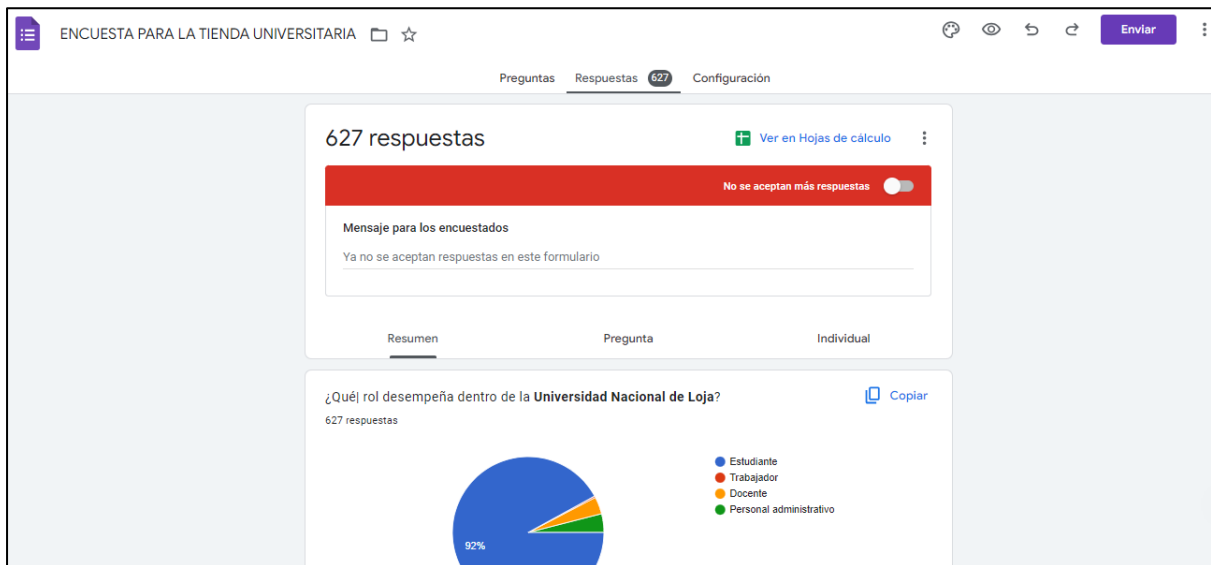 ENCUESTA PARA LA TIENDA UNIVERSITARIA
Enviar
Preguntas Respuestas 627 Configuración
627 respuestas
Ver en Hojas de cálculo
No se aceptan más respuestas
Mensaje para los encuestados
Ya no se aceptan respuestas en este formulario
Resumen Pregunta Individual
¿Qué| rol desempeña dentro de la Universidad Nacional de Loja?
Copiar
627 respuestas
Estudiante
Trabajador
Docente
Personal administrativo
92%